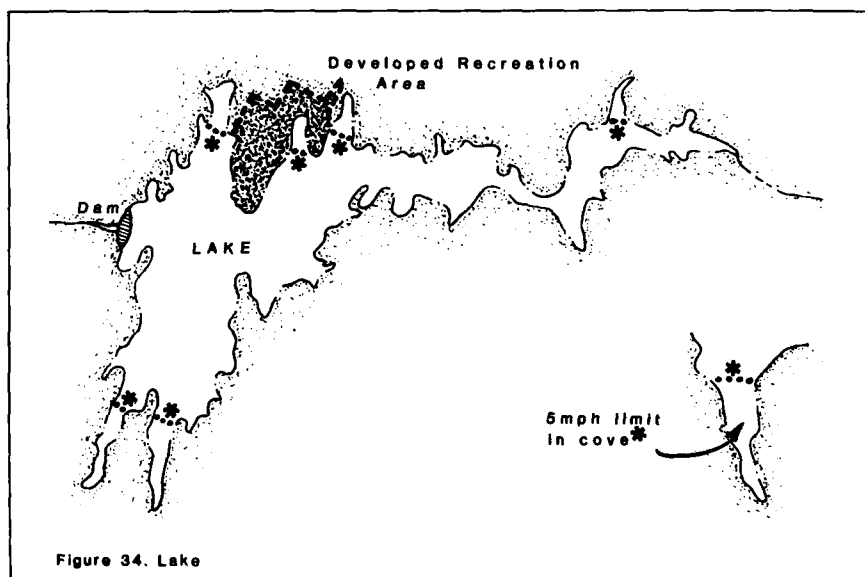 Developed Recreation
Area
Dam
LAKE
5mph limit
in cove*
Figure 34. Lake